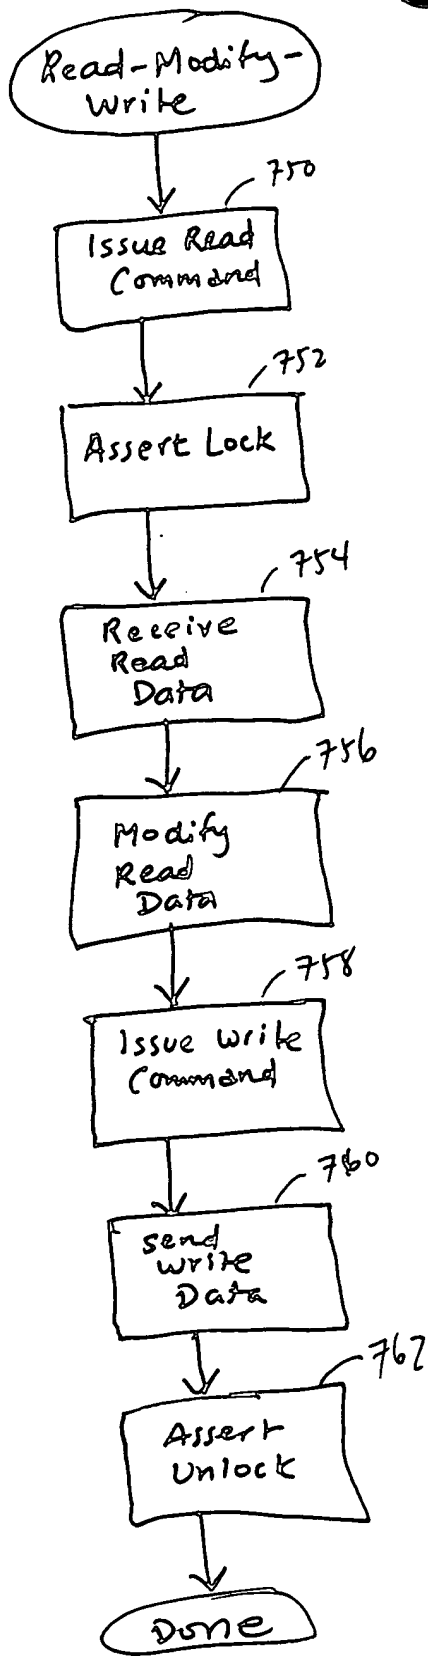 Read-Modify-
Write
750
Issue Read
Command
752
Assert Lock
754
Receive
Read
Data
756
Modify
Read
Data
758
Issue Write
Command
760
Send
Write
Data
762
Assert
Unlock
Done